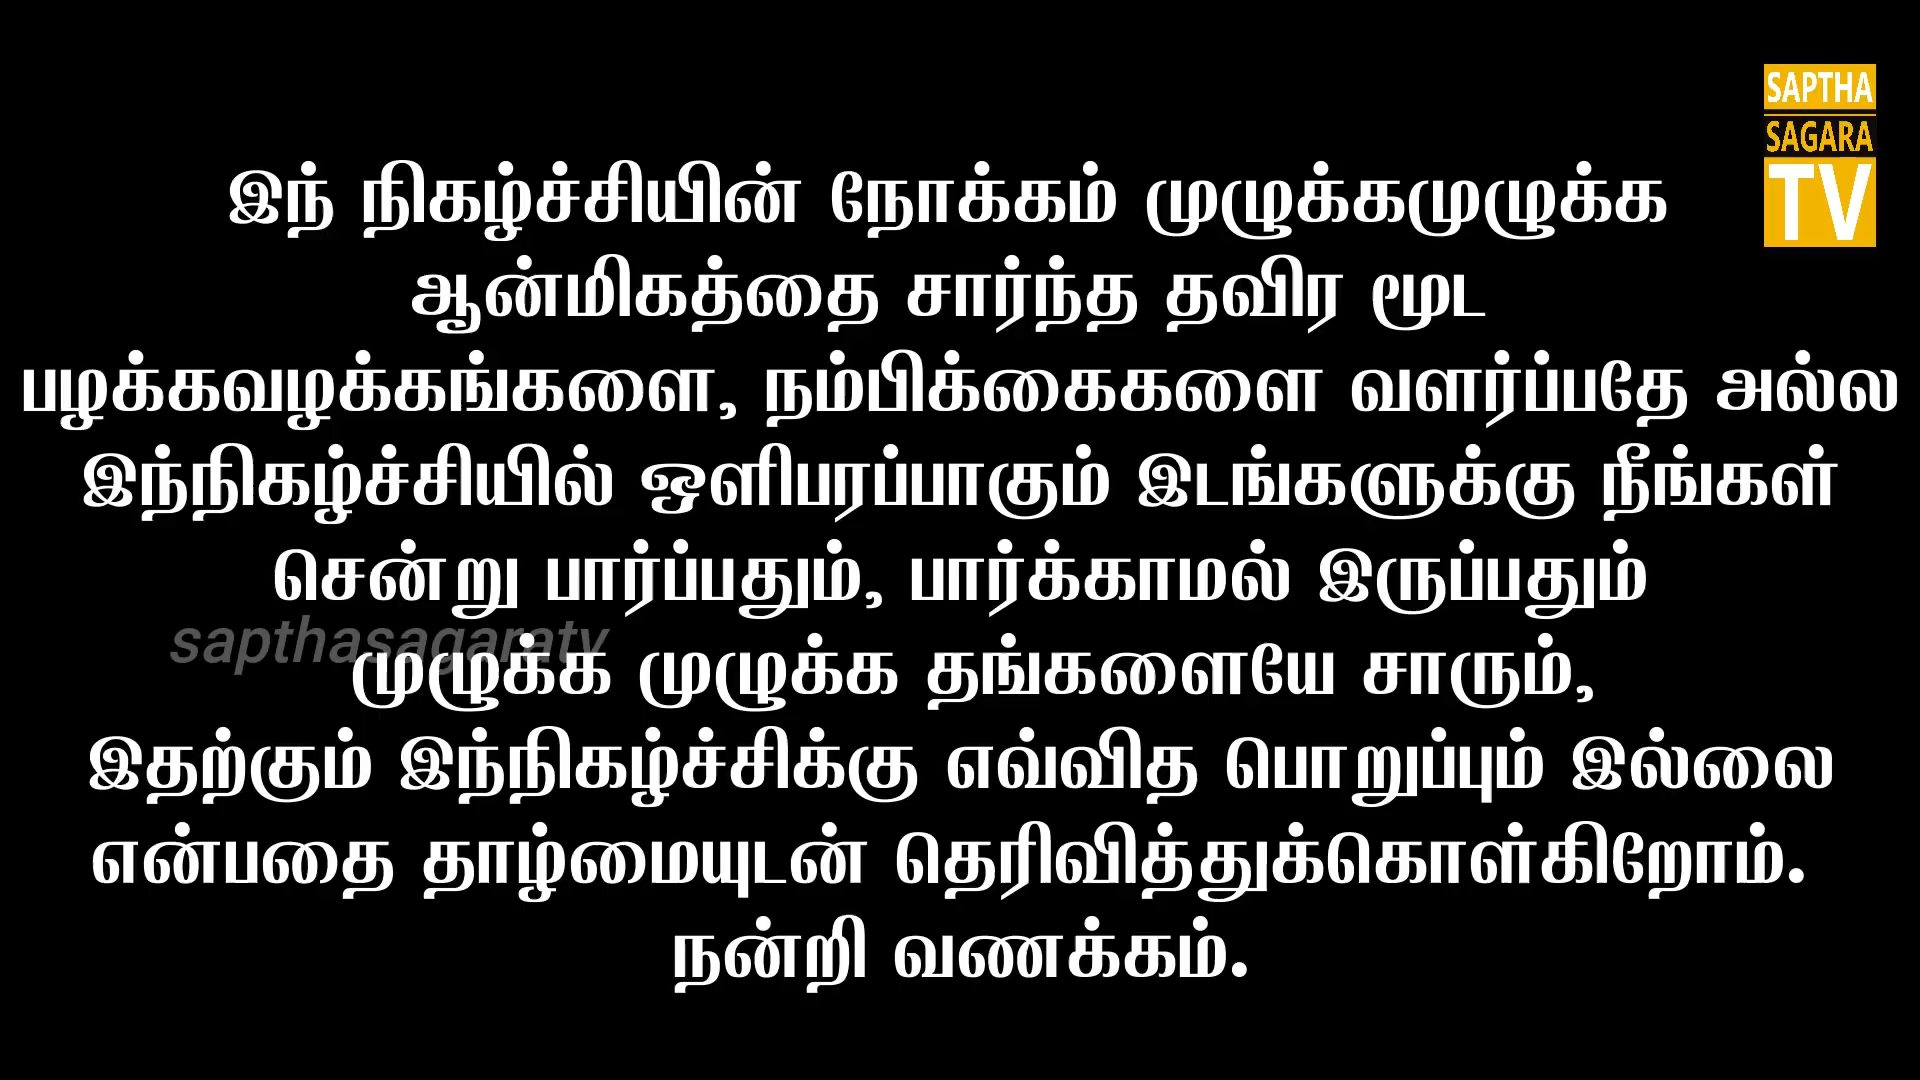 SAPTHA
SAGARA
TV
இந் நிகழ்ச்சியின் நோக்கம் முழுக்கமுழுக்க
ஆன்மிகத்தை சார்ந்த தவிர மூட
பழக்கவழக்கங்களை, நம்பிக்கைகளை வளர்ப்பதே அல்ல
இந்நிகழ்ச்சியில் ஒளிபரப்பாகும் இடங்களுக்கு நீங்கள்
சென்று பார்ப்பதும், பார்க்காமல் இருப்பதும்
sapthasagaratv
முழுக்க முழுக்க தங்களையே சாரும்,
இதற்கும் இந்நிகழ்ச்சிக்கு எவ்வித பொறுப்பும் இல்லை
என்பதை தாழ்மையுடன் தெரிவித்துக்கொள்கிறோம்.
நன்றி வணக்கம்.